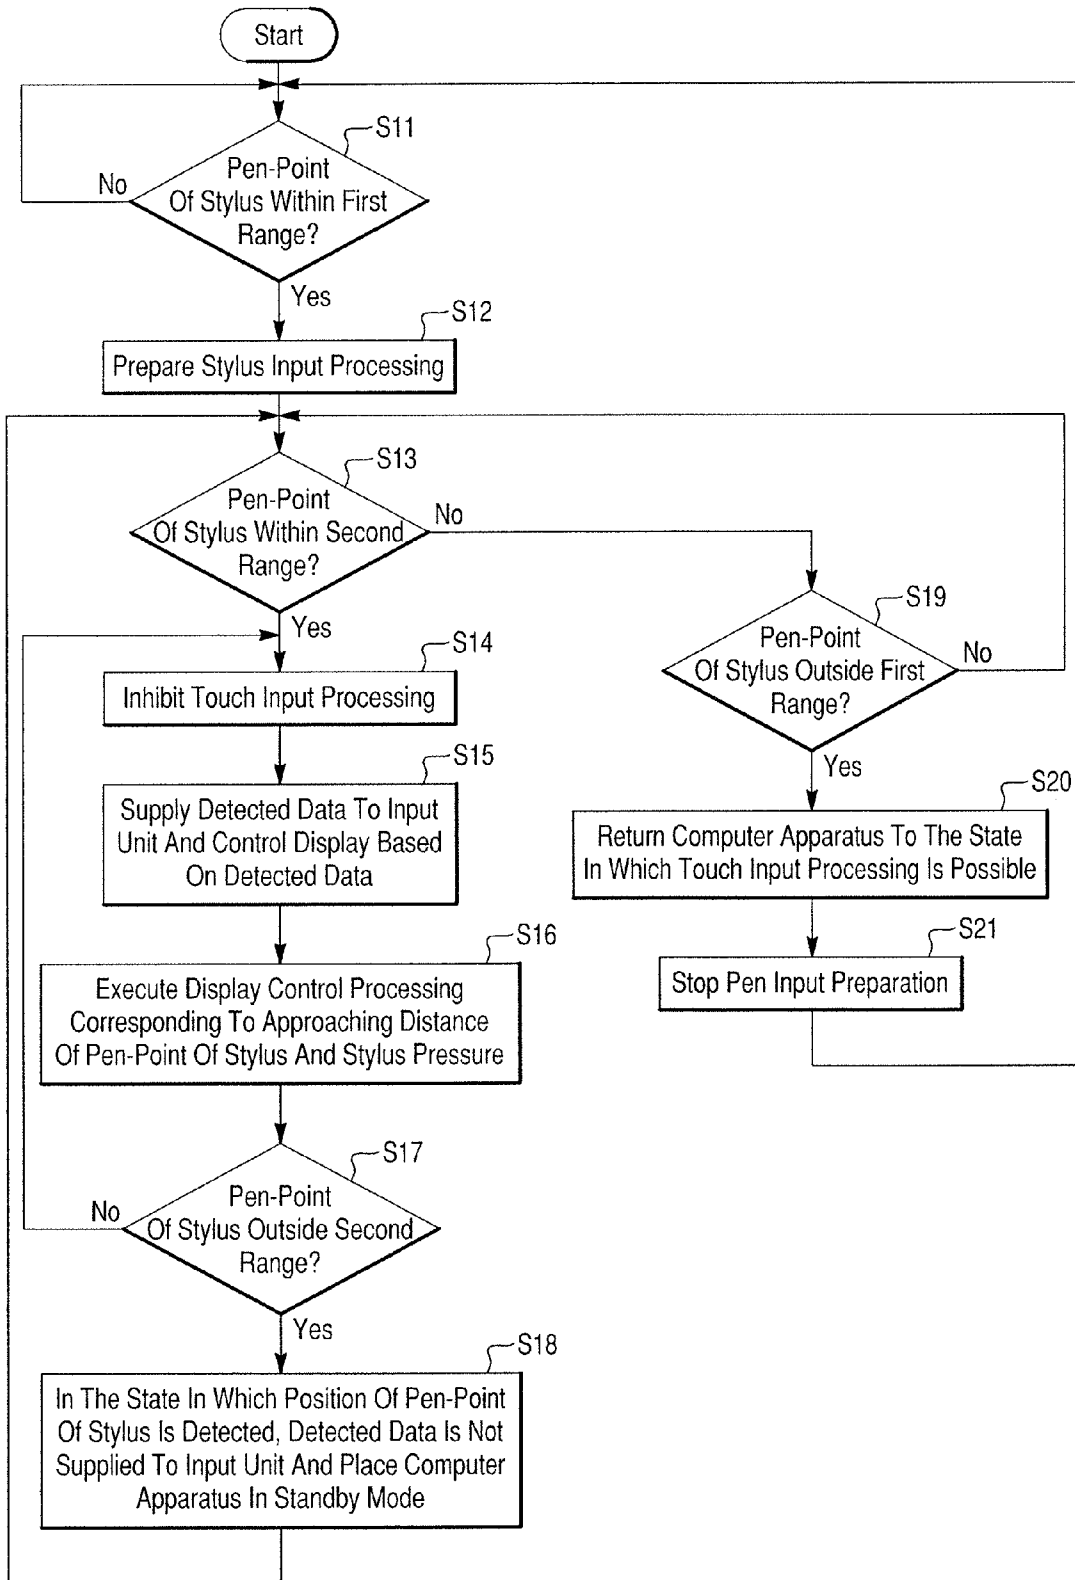 Start
S11
Pen-Point
Of Stylus Within First
Range?
No
Yes
S12
Prepare Stylus Input Processing
S13
Pen-Point
Of Stylus Within Second
Range?
No
Yes
S14
Inhibit Touch Input Processing
S15
Supply Detected Data To Input
Unit And Control Display Based
On Detected Data
S16
Execute Display Control Processing
Corresponding To Approaching Distance
Of Pen-Point Of Stylus And Stylus Pressure
S17
Pen-Point
Of Stylus Outside Second
Range?
No
Yes
S18
In The State In Which Position Of Pen-Point
Of Stylus Is Detected, Detected Data Is Not
Supplied To Input Unit And Place Computer
Apparatus In Standby Mode
S19
Pen-Point
Of Stylus Outside First
Range?
No
Yes
S20
Return Computer Apparatus To The State
In Which Touch Input Processing Is Possible
S21
Stop Pen Input Preparation